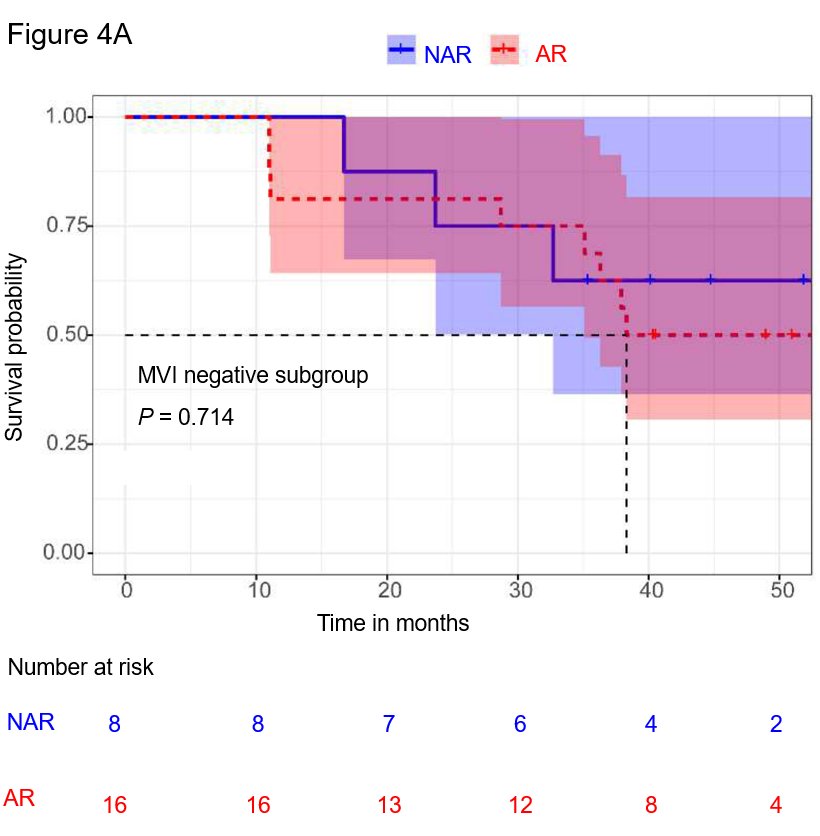 Figure 4A
NAR AR
1.00
0.75
0.50
0.25
0.00
Survival probability
MVI negative subgroup
P = 0.714
0 10 20 30 40 50
Time in months
Number at risk
NAR 8 8 7 6 4 2
AR 16 16 13 12 8 4